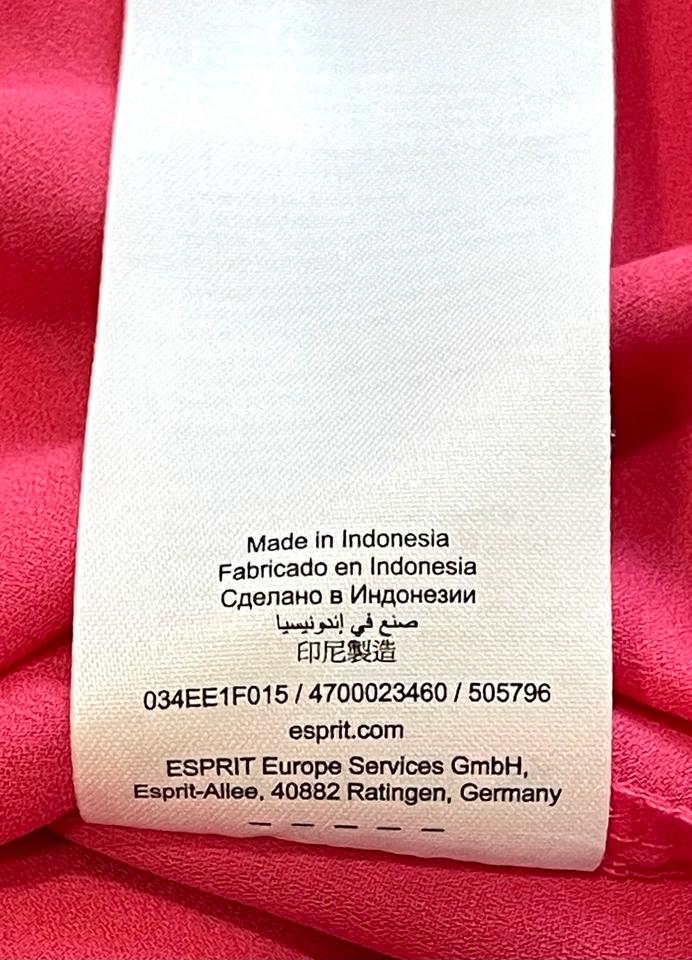 Made in Indonesia
Fabricado en Indonesia
Сделано в Индонезии
صنع في إندونيسيا
印尼製造
034EE1F015 / 4700023460 / 505796
esprit.com
ESPRIT Europe Services GmbH,
Esprit-Allee, 40882 Ratingen, Germany